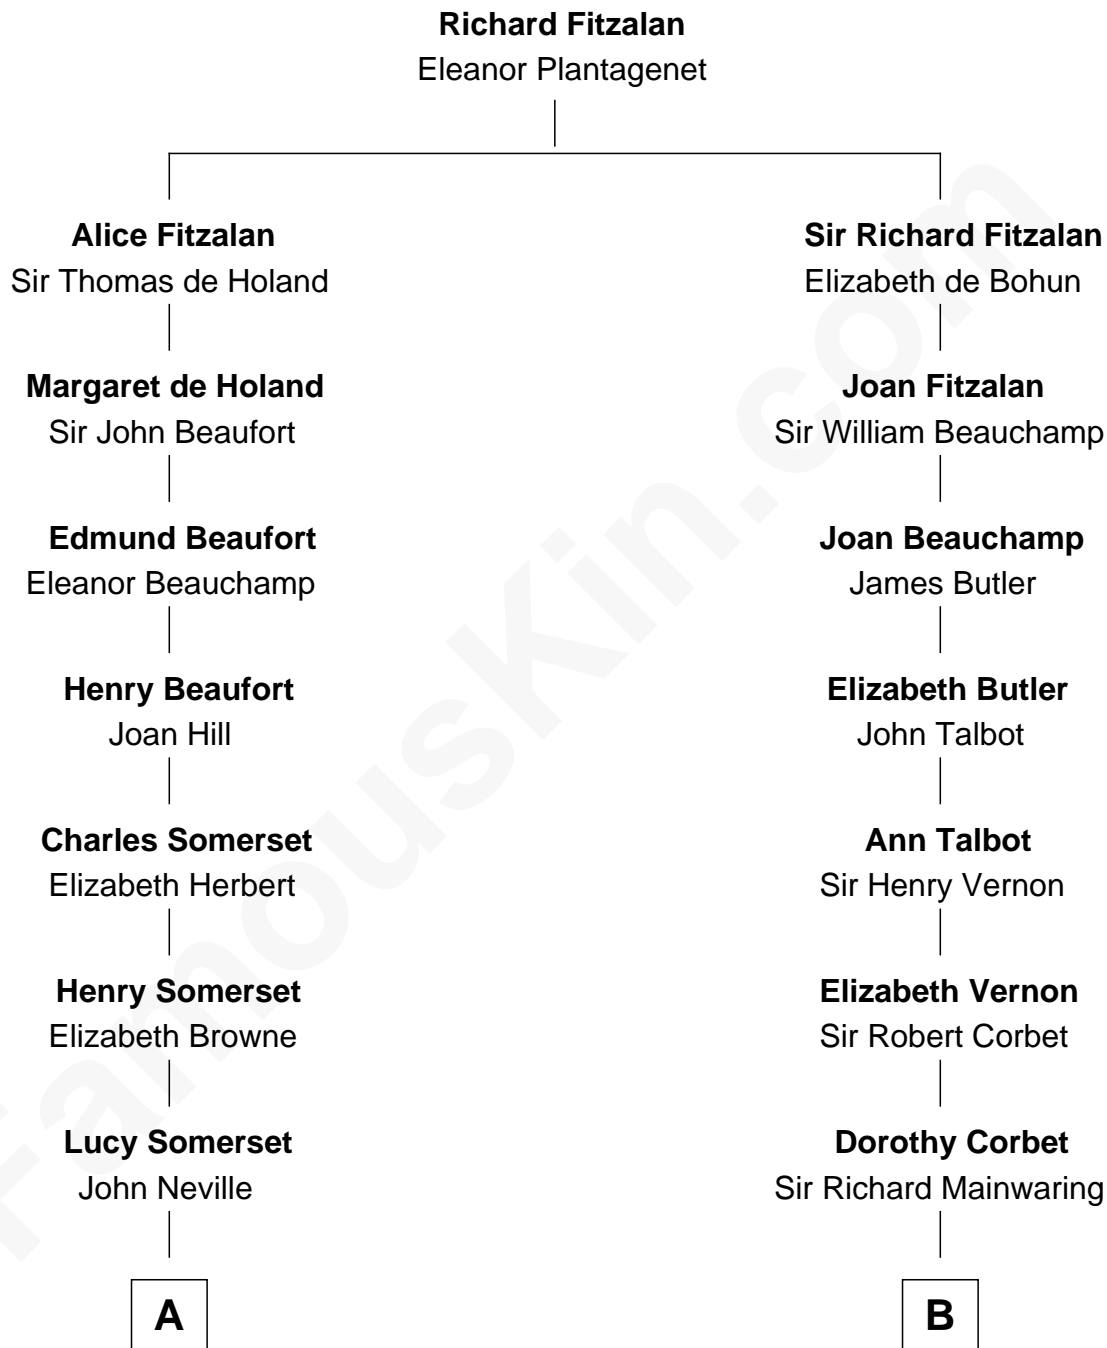 Richard Fitzalan
Eleanor Plantagenet
Alice Fitzalan
Sir Thomas de Holand
Sir Richard Fitzalan
Elizabeth de Bohun
Margaret de Holand
Sir John Beaufort
Joan Fitzalan
Sir William Beauchamp
Edmund Beaufort
Eleanor Beauchamp
Joan Beauchamp
James Butler
Henry Beaufort
Joan Hill
Elizabeth Butler
John Talbot
Charles Somerset
Elizabeth Herbert
Ann Talbot
Sir Henry Vernon
Henry Somerset
Elizabeth Browne
Elizabeth Vernon
Sir Robert Corbet
Lucy Somerset
John Neville
Dorothy Corbet
Sir Richard Mainwaring
A
B
FamousKin.com